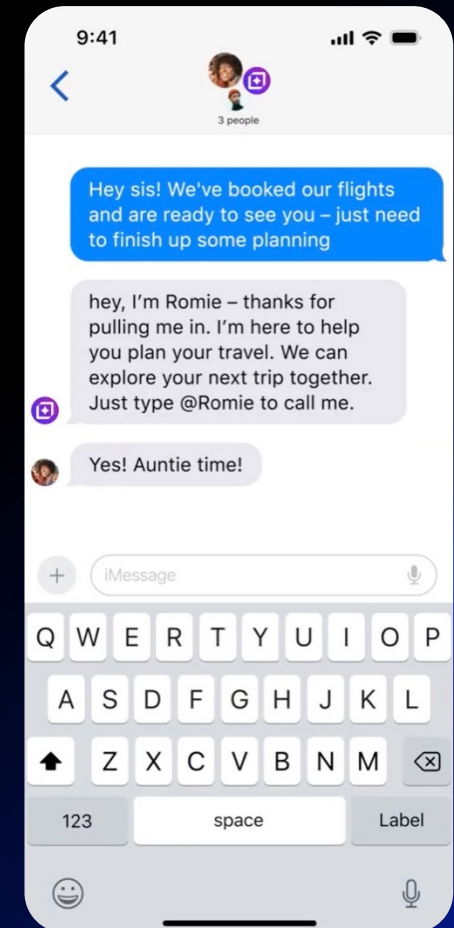 9:41
3 people
Hey sis! We've booked our flights
and are ready to see you – just need
to finish up some planning
hey, I’m Romie – thanks for
pulling me in. I’m here to help
you plan your travel. We can
explore your next trip together.
Just type @Romie to call me.
Yes! Auntie time!
iMessage
Q W E R T Y U I O P
A S D F G H J K L
Z X C V B N M
123 space Label